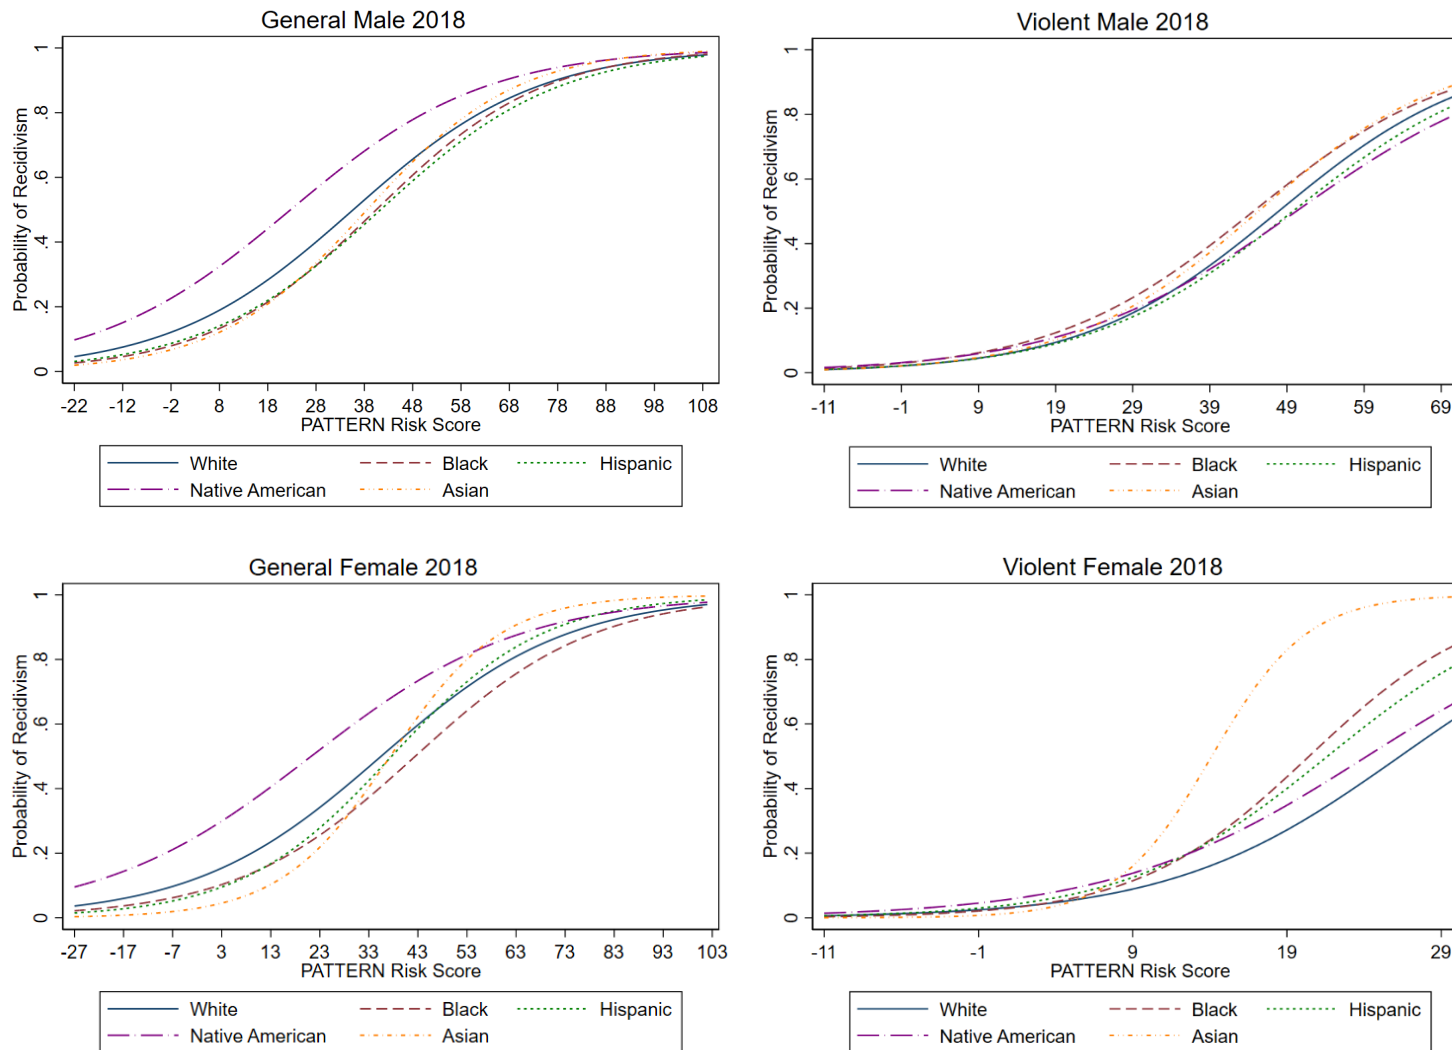 General Male 2018
Probability of Recidivism
0 .2 .4 .6 .8 1
-22 -12 -2 8 18 28 38 48 58 68 78 88 98 108
PATTERN Risk Score
White Black Hispanic
Native American Asian
Violent Male 2018
Probability of Recidivism
0 .2 .4 .6 .8 1
-11 -1 9 19 29 39 49 59 69
PATTERN Risk Score
White Black Hispanic
Native American Asian
General Female 2018
Probability of Recidivism
0 .2 .4 .6 .8 1
-27 -17 -7 3 13 23 33 43 53 63 73 83 93 103
PATTERN Risk Score
White Black Hispanic
Native American Asian
Violent Female 2018
Probability of Recidivism
0 .2 .4 .6 .8 1
-11 -1 9 19 29
PATTERN Risk Score
White Black Hispanic
Native American Asian